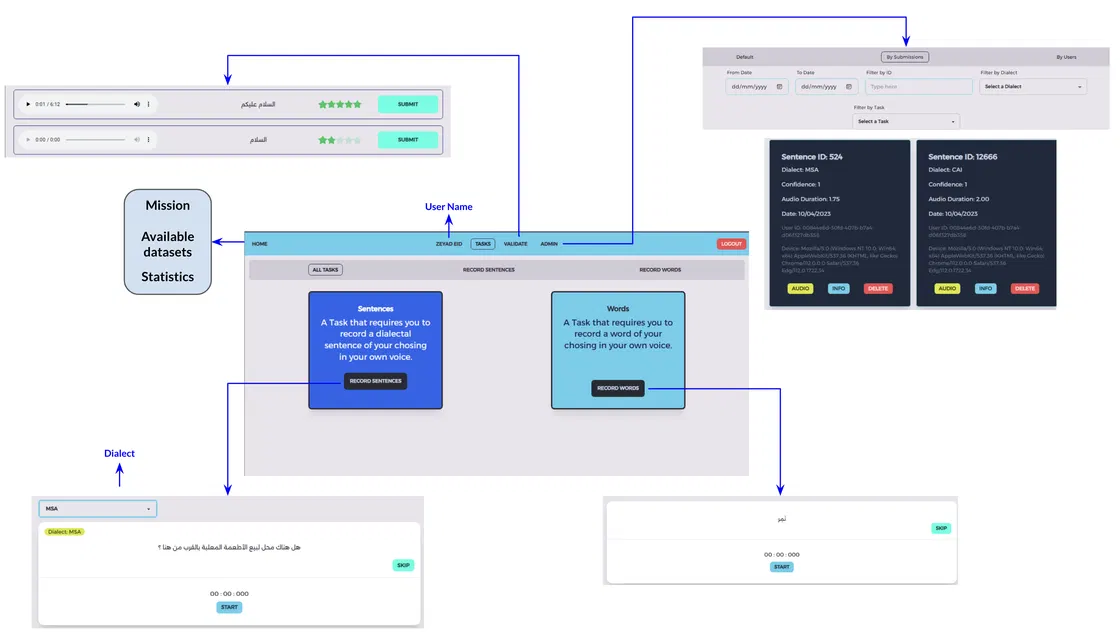 Default
By Submissions
By Users
From Date
To Date
Filter by ID
Filter by Dialect
dd/mm/yyyy
dd/mm/yyyy
Type here
Select a Dialect
Filter by Task
Select a Task
0:01 / 6:12
السلام عليكم
SUBMIT
0:00 / 0:00
السلام
SUBMIT
Sentence ID: 524
Dialect: MSA
Confidence: 1
Audio Duration: 1.75
Date: 10/04/2023
AUDIO
INFO
DELETE
Sentence ID: 12666
Dialect: CAI
Confidence: 1
Audio Duration: 2.00
Date: 10/04/2023
AUDIO
INFO
DELETE
Mission
Available
datasets
Statistics
User Name
HOME
ZEYAD EID
TASKS
VALIDATE
ADMIN
LOGOUT
ALL TASKS
RECORD SENTENCES
RECORD WORDS
Sentences
A Task that requires you to
record a dialectal
sentence of your chosing
in your own voice.
RECORD SENTENCES
Words
A Task that requires you to
record a word of your
chosing in your own voice.
RECORD WORDS
Dialect
MSA
Dialect: MSA
هل هناك محل لبيع الأطعمة المعلبة بالقرب من هنا ؟
SKIP
00 : 00 : 000
START
SKIP
00 : 00 : 000
START